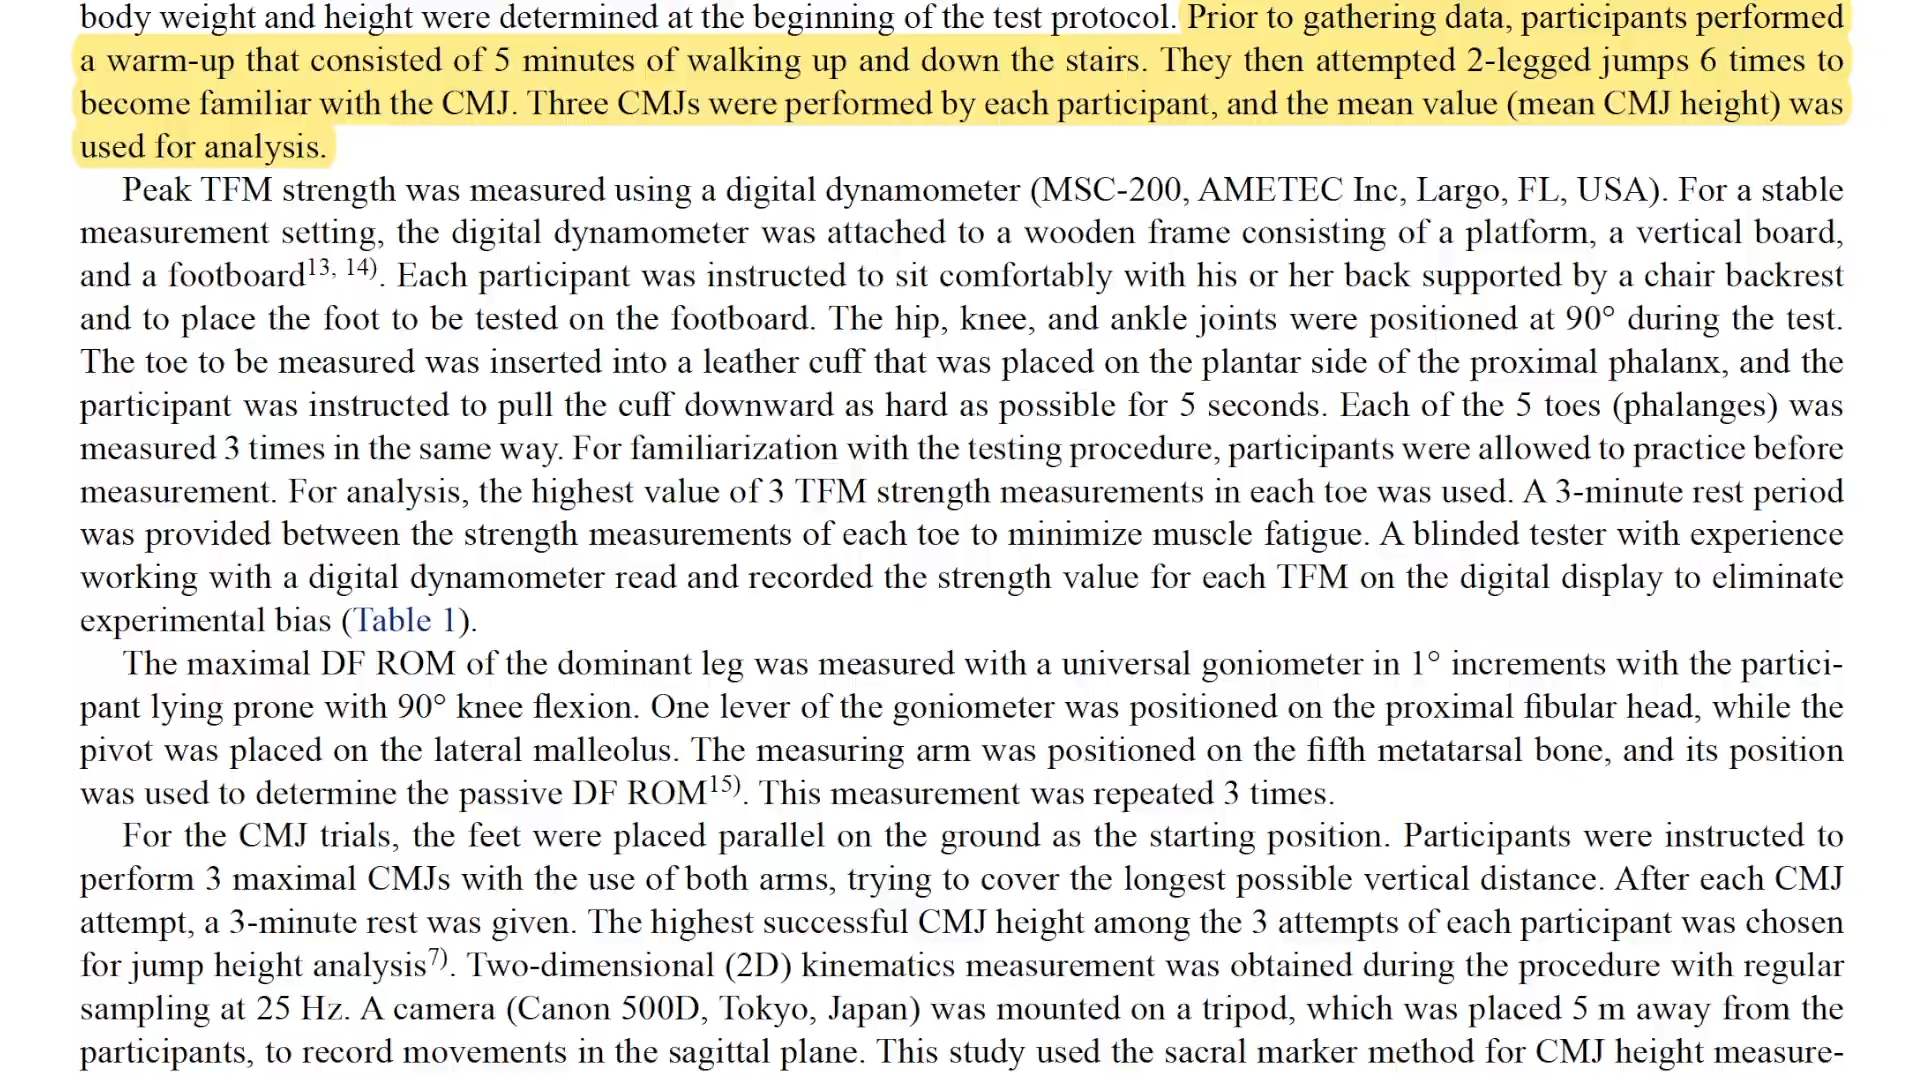 body weight and height were determined at the beginning of the test protocol. Prior to gathering data, participants performed
a warm-up that consisted of 5 minutes of walking up and down the stairs. They then attempted 2-legged jumps 6 times to
become familiar with the CMJ. Three CMJs were performed by each participant, and the mean value (mean CMJ height) was
used for analysis.
Peak TFM strength was measured using a digital dynamometer (MSC-200, AMETEC Inc, Largo, FL, USA). For a stable
measurement setting, the digital dynamometer was attached to a wooden frame consisting of a platform, a vertical board,
and a footboard13, 14). Each participant was instructed to sit comfortably with his or her back supported by a chair backrest
and to place the foot to be tested on the footboard. The hip, knee, and ankle joints were positioned at 90° during the test.
The toe to be measured was inserted into a leather cuff that was placed on the plantar side of the proximal phalanx, and the
participant was instructed to pull the cuff downward as hard as possible for 5 seconds. Each of the 5 toes (phalanges) was
measured 3 times in the same way. For familiarization with the testing procedure, participants were allowed to practice before
measurement. For analysis, the highest value of 3 TFM strength measurements in each toe was used. A 3-minute rest period
was provided between the strength measurements of each toe to minimize muscle fatigue. A blinded tester with experience
working with a digital dynamometer read and recorded the strength value for each TFM on the digital display to eliminate
experimental bias (Table 1).
The maximal DF ROM of the dominant leg was measured with a universal goniometer in 1° increments with the partici-
pant lying prone with 90° knee flexion. One lever of the goniometer was positioned on the proximal fibular head, while the
pivot was placed on the lateral malleolus. The measuring arm was positioned on the fifth metatarsal bone, and its position
was used to determine the passive DF ROM15). This measurement was repeated 3 times.
For the CMJ trials, the feet were placed parallel on the ground as the starting position. Participants were instructed to
perform 3 maximal CMJs with the use of both arms, trying to cover the longest possible vertical distance. After each CMJ
attempt, a 3-minute rest was given. The highest successful CMJ height among the 3 attempts of each participant was chosen
for jump height analysis7). Two-dimensional (2D) kinematics measurement was obtained during the procedure with regular
sampling at 25 Hz. A camera (Canon 500D, Tokyo, Japan) was mounted on a tripod, which was placed 5 m away from the
participants, to record movements in the sagittal plane. This study used the sacral marker method for CMJ height measure-